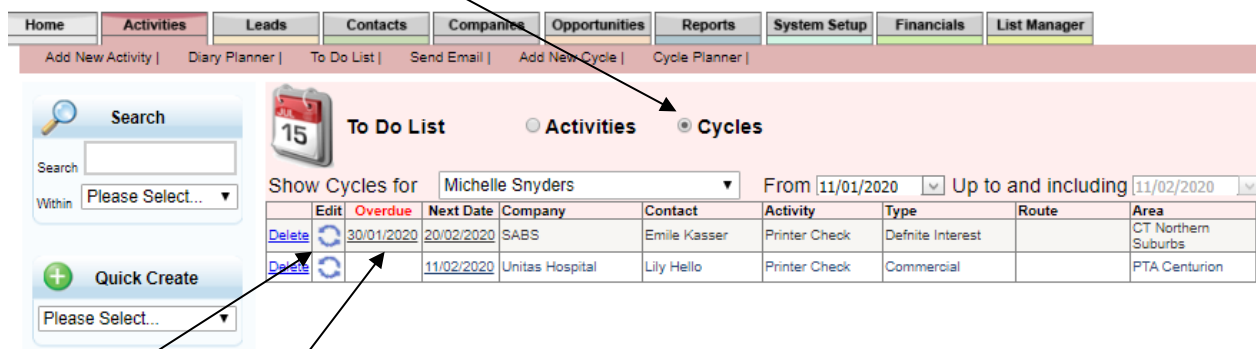 Home Activities Leads Contacts Companies Opportunities Reports System Setup Financials List Manager
Add New Activity | Diary Planner | To Do List | Send Email | Add New Cycle | Cycle Planner |
Search
Search
Within Please Select...
Quick Create
Please Select...
JUL 15 To Do List Activities Cycles
Show Cycles for Michelle Snyders From 11/01/2020 Up to and including 11/02/2020
Edit Overdue Next Date Company Contact Activity Type Route Area
Delete 30/01/2020 20/02/2020 SABS Emile Kasser Printer Check Defnite Interest CT Northern
Suburbs
Delete 11/02/2020 Unitas Hospital Lily Hello Printer Check Commercial PTA Centurion